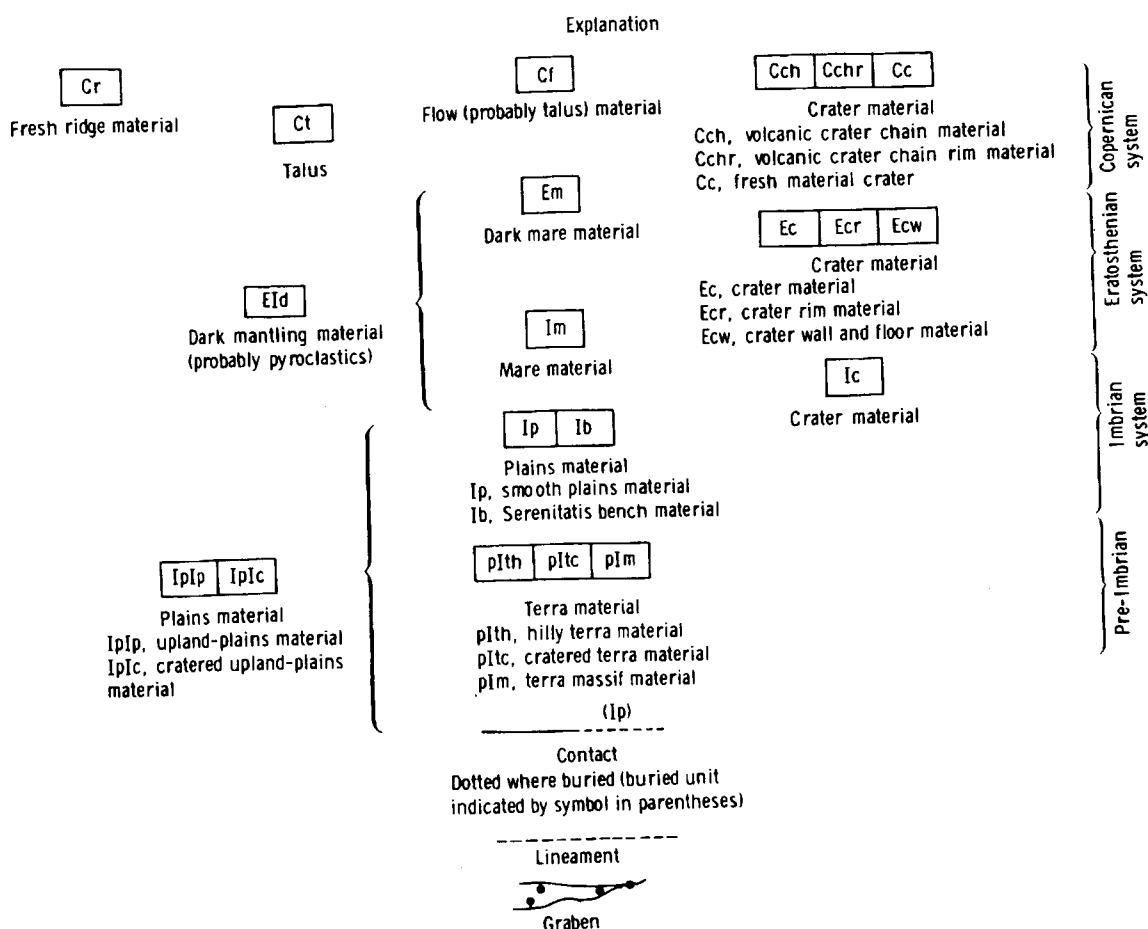 Explanation
Cr
Fresh ridge material
Ct
Talus
Cf
Flow (probably talus) material
Cch Cchr Cc
Crater material
Cch, volcanic crater chain material
Cchr, volcanic crater chain rim material
Cc, fresh material crater
Copernican
system
EId
Dark mantling material
(probably pyroclastics)
Em
Dark mare material
Im
Mare material
Ec Ecr Ecw
Crater material
Ec, crater material
Ecr, crater rim material
Ecw, crater wall and floor material
Eratosthenian
system
Ic
Crater material
Imbrian
system
Ip Ib
Plains material
Ip, smooth plains material
Ib, Serenitatis bench material
IpIp IpIc
Plains material
IpIp, upland-plains material
IpIc, cratered upland-plains
material
pIth pItc pIm
Terra material
pIth, hilly terra material
pItc, cratered terra material
pIm, terra massif material
Pre-Imbrian
(Ip)
Contact
Dotted where buried (buried unit
indicated by symbol in parentheses)
Lineament
Graben